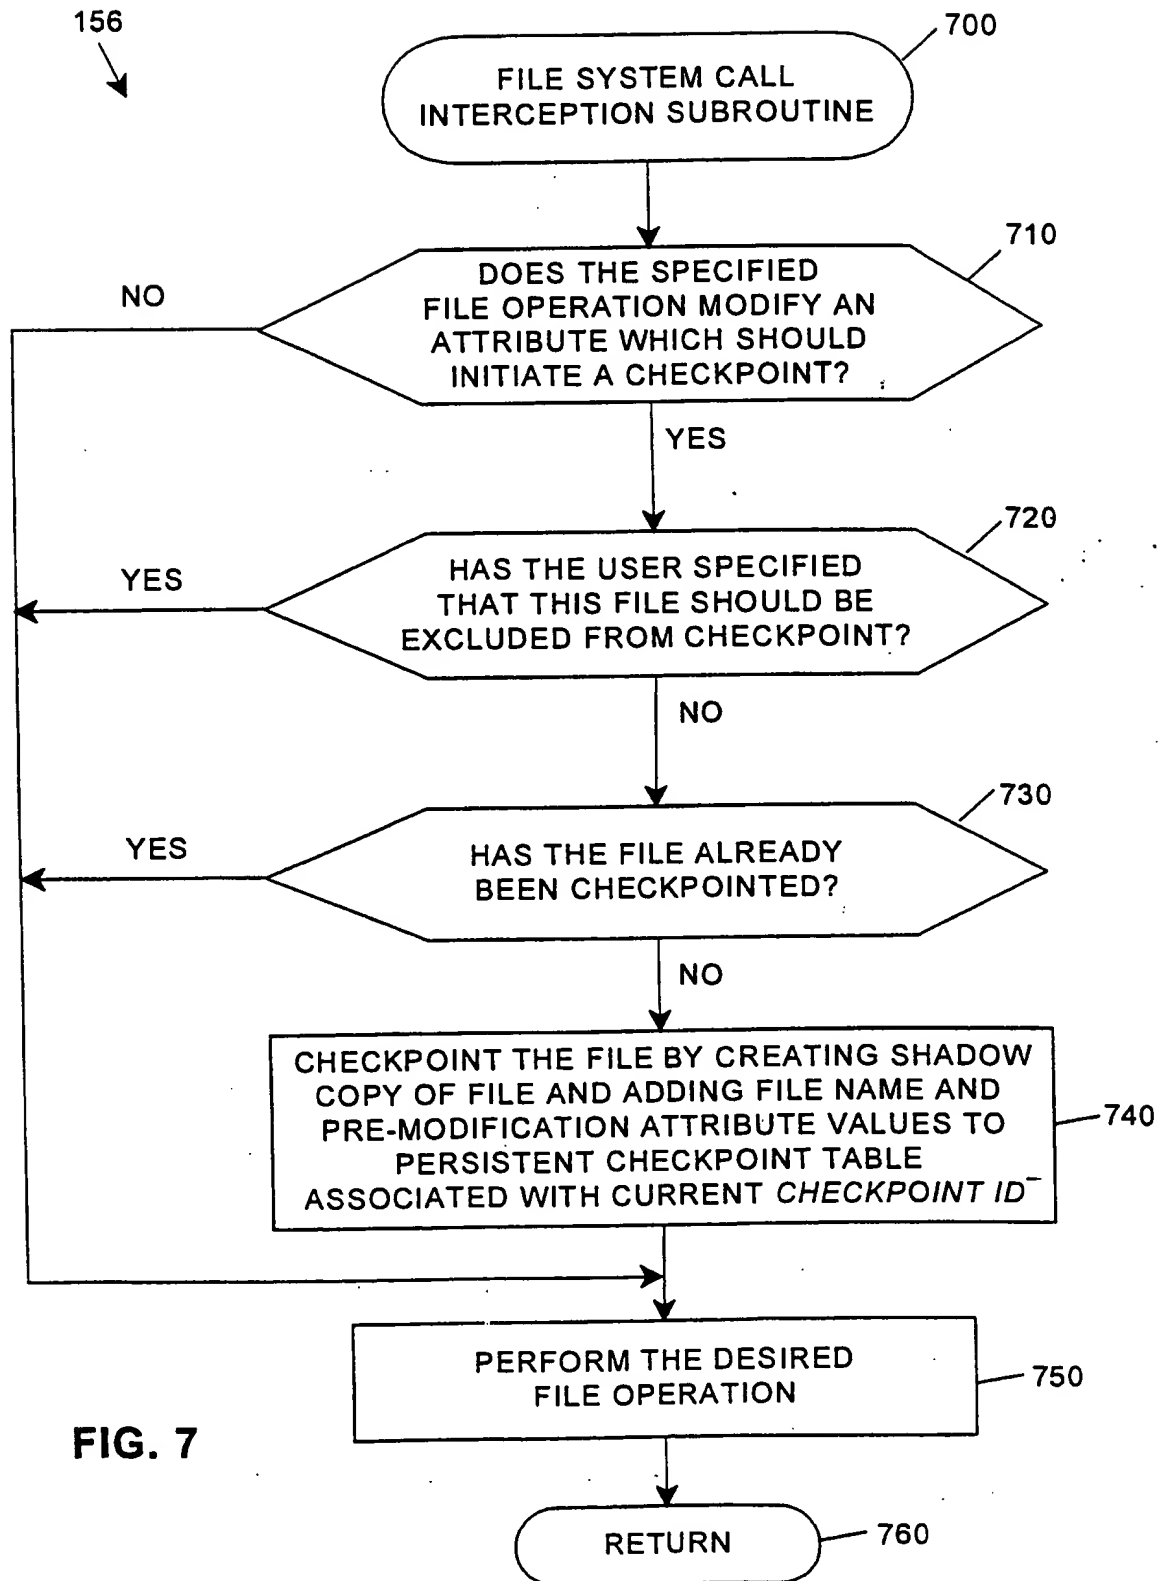 156
700
FILE SYSTEM CALL
INTERCEPTION SUBROUTINE
710
DOES THE SPECIFIED
FILE OPERATION MODIFY AN
ATTRIBUTE WHICH SHOULD
INITIATE A CHECKPOINT?
NO
YES
720
HAS THE USER SPECIFIED
THAT THIS FILE SHOULD BE
EXCLUDED FROM CHECKPOINT?
YES
NO
730
HAS THE FILE ALREADY
BEEN CHECKPOINTED?
YES
NO
CHECKPOINT THE FILE BY CREATING SHADOW
COPY OF FILE AND ADDING FILE NAME AND
PRE-MODIFICATION ATTRIBUTE VALUES TO
PERSISTENT CHECKPOINT TABLE
ASSOCIATED WITH CURRENT CHECKPOINT ID
740
PERFORM THE DESIRED
FILE OPERATION
750
FIG. 7
RETURN
760